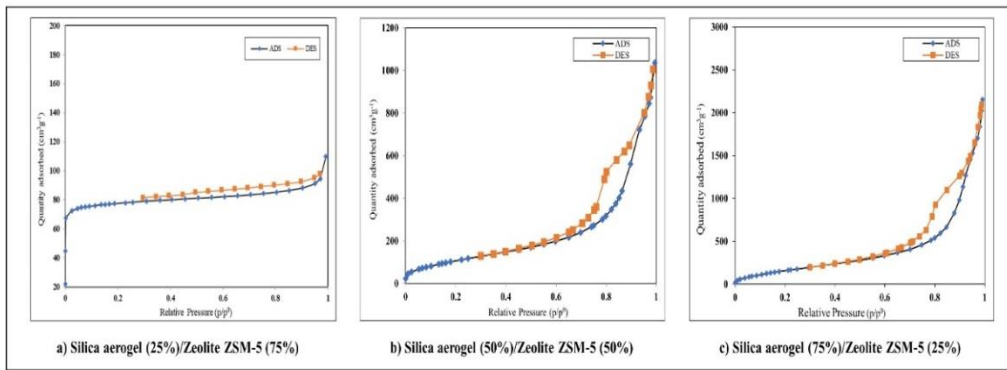 200
180
160
140
120
100
80
60
40
20
0 0.2 0.4 0.6 0.8 1
Quantity adsorbed (cm³g⁻¹)
Relative Pressure (p/p⁰)
ADS DES
a) Silica aerogel (25%)/Zeolite ZSM-5 (75%)
1200
1000
800
600
400
200
0
0 0.2 0.4 0.6 0.8 1
Quantity adsorbed (cm³g⁻¹)
Relative Pressure (p/p⁰)
ADS
DES
b) Silica aerogel (50%)/Zeolite ZSM-5 (50%)
3000
2500
2000
1500
1000
500
0
0 0.2 0.4 0.6 0.8 1
Quantity adsorbed (cm³g⁻¹)
Relative Pressure (p/p⁰)
ADS
DES
c) Silica aerogel (75%)/Zeolite ZSM-5 (25%)